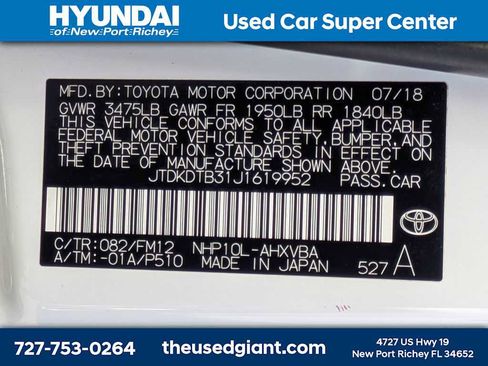 HYUNDAI
of New Port Richey
Used Car Super Center
MFD. BY: TOYOTA MOTOR CORPORATION 07/18
GVWR 3475LB GAWR FR 1950LB RR 1840LB
THIS VEHICLE CONFORMS TO ALL APPLICABLE
FEDERAL MOTOR VEHICLE SAFETY, BUMPER, AND
THEFT PREVENTION STANDARDS IN EFFECT ON
THE DATE OF MANUFACTURE SHOWN ABOVE.
JTDKDTB31J1619952 PASS.CAR
C/TR:082/FM12 NHP10L-AHXVBA
A/TM:-01A/P510 MADE IN JAPAN 527 A
TOYOTA
727-753-0264
theusedgiant.com
4727 US Hwy 19
New Port Richey FL 34652